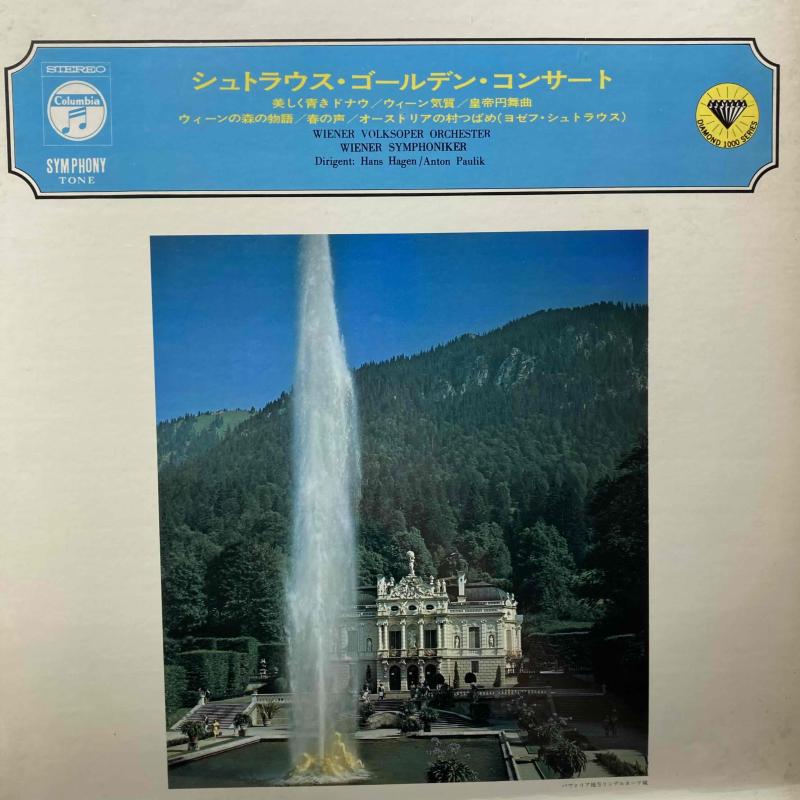 STEREO
Columbia
SYMPHONY
TONE
シュトラウス・ゴールデン・コンサート
美しく青きドナウ／ウィーン気質／皇帝円舞曲
ウィーンの森の物語／春の声／オーストリアの村つばめ(ヨゼフ・シュトラウス)
WIENER VOLKSOPER ORCHESTER
WIENER SYMPHONIKER
Dirigent: Hans Hagen/Anton Paulik
DIAMOND 1000 SERIES